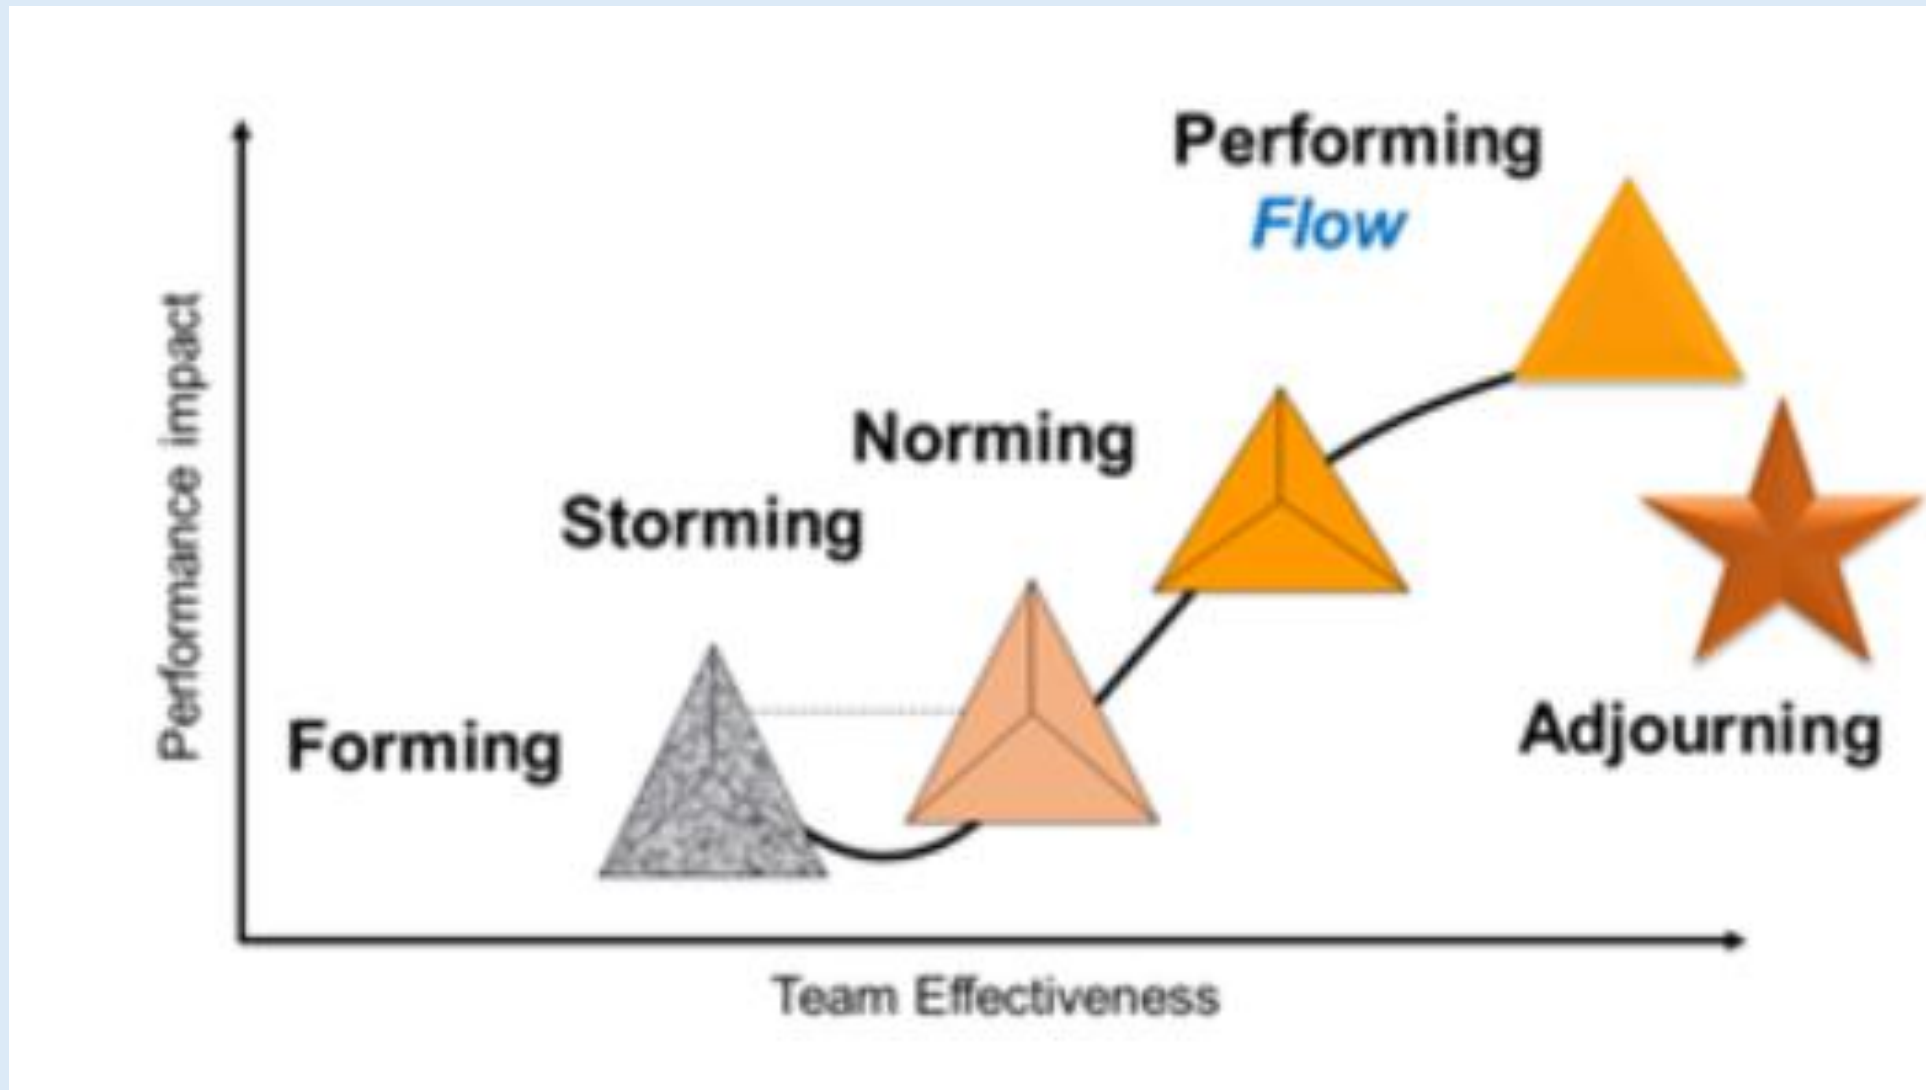 Performing
Flow
Norming
Storming
Forming
Adjourning
Performance impact
Team Effectiveness